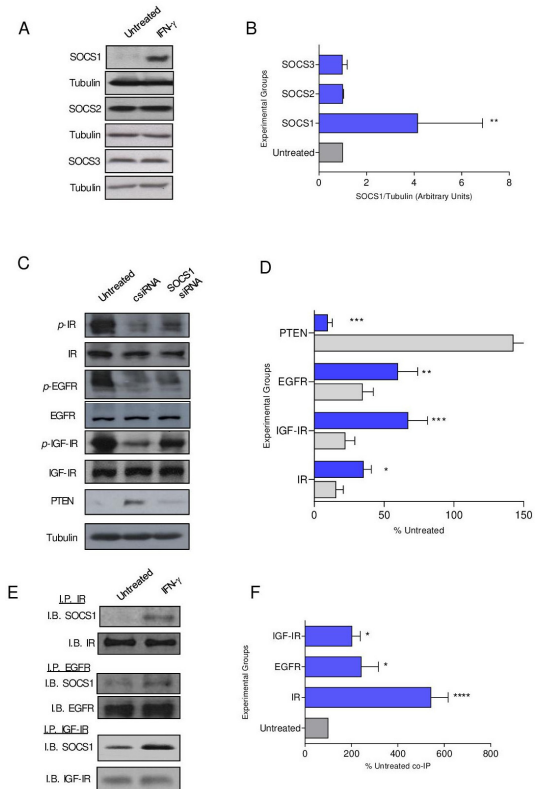 A
Untreated
IFN-γ
SOCS1
Tubulin
SOCS2
Tubulin
SOCS3
Tubulin
B
Experimental Groups
SOCS3
SOCS2
SOCS1
**
Untreated
0 2 4 6 8
SOCS1/Tubulin (Arbitrary Units)
C
Untreated
csiRNA
SOCS1
siRNA
p-IR
IR
p-EGFR
EGFR
p-IGF-IR
IGF-IR
PTEN
Tubulin
D
Experimental Groups
PTEN
***
EGFR
**
IGF-IR
***
IR
*
0 50 100 150
% Untreated
E
Untreated
IFN-γ
I.P. IR
I.B. SOCS1
I.B. IR
I.P. EGFR
I.B. SOCS1
I.B. EGFR
I.P. IGF-IR
I.B. SOCS1
I.B. IGF-IR
F
Experimental Groups
IGF-IR
*
EGFR
*
IR
****
Untreated
0 200 400 600 800
% Untreated co-IP